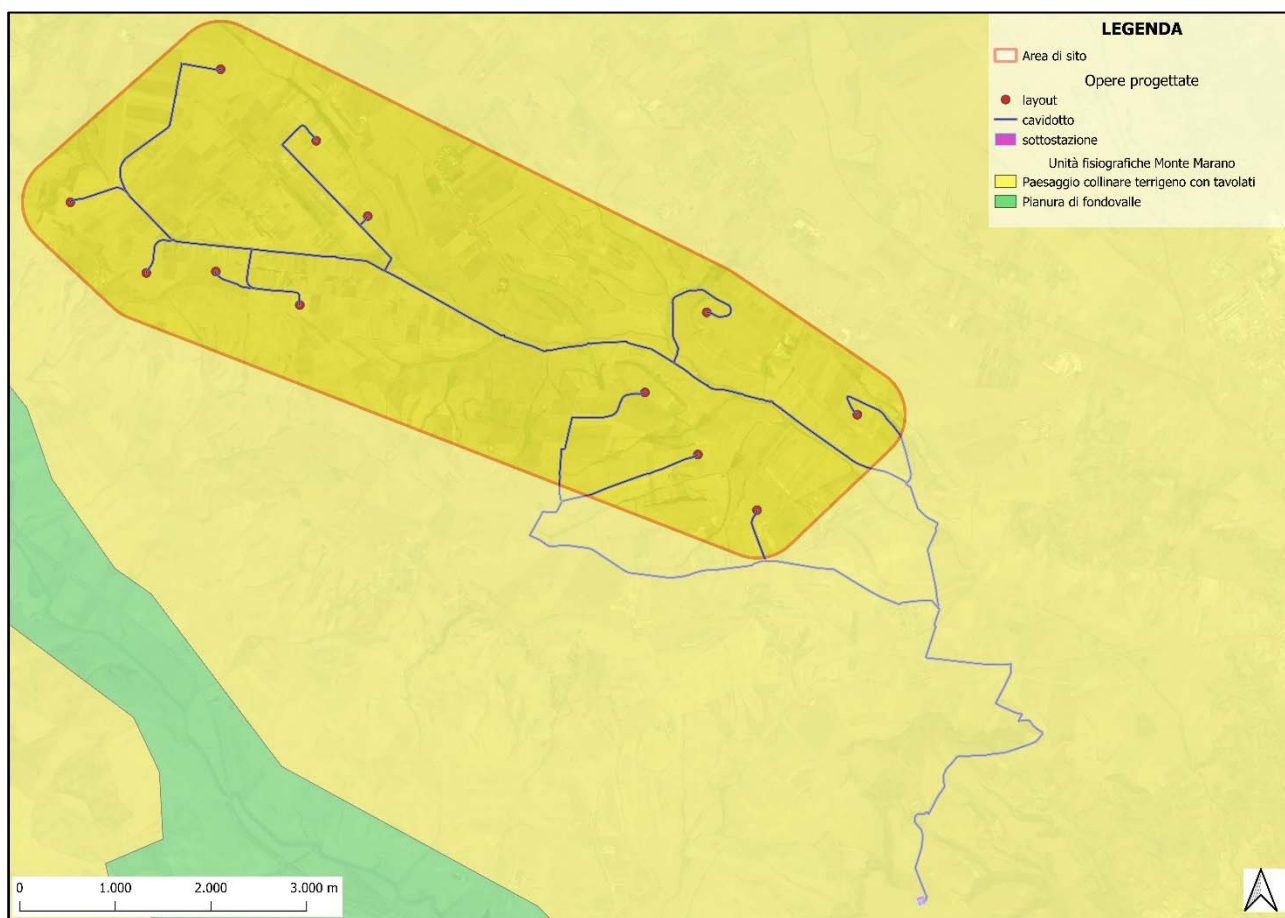 LEGENDA
Area di sito
Opere progettate
layout
cavidotto
sottostazione
Unità fisiografiche Monte Marano
Paesaggio collinare terrigeno con tavolati
Pianura di fondovalle
0 1.000 2.000 3.000 m